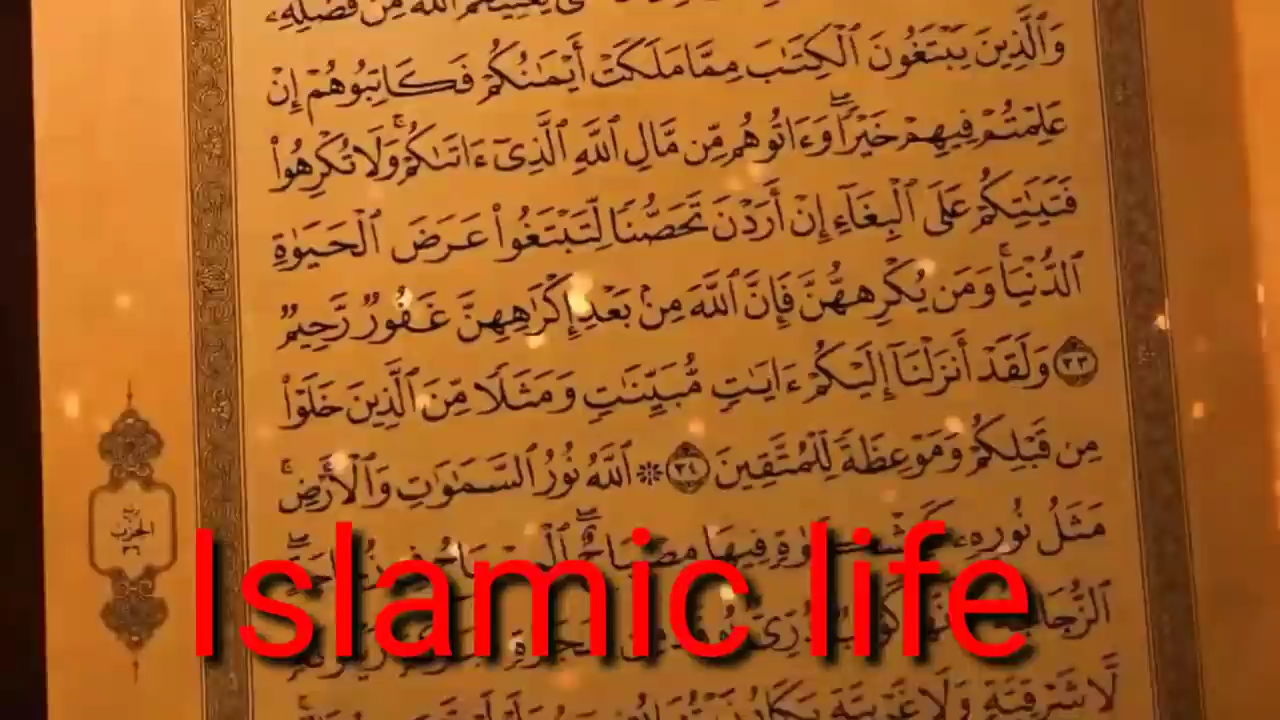 يُغْنِيَهُمُ ٱللَّهُ مِن فَضْلِهِۦ
وَٱلَّذِينَ يَبْتَغُونَ ٱلْكِتَٰبَ مِمَّا مَلَكَتْ أَيْمَٰنُكُمْ فَكَاتِبُوهُمْ إِنْ
عَلِمْتُمْ فِيهِمْ خَيْرًاۖ وَءَاتُوهُم مِّن مَّالِ ٱللَّهِ ٱلَّذِىٓ ءَاتَىٰكُمْۚ وَلَا تُكْرِهُوا۟
فَتَيَٰتِكُمْ عَلَى ٱلْبِغَآءِ إِنْ أَرَدْنَ تَحَصُّنًا لِّتَبْتَغُوا۟ عَرَضَ ٱلْحَيَوٰةِ
ٱلدُّنْيَاۚ وَمَن يُكْرِههُّنَّ فَإِنَّ ٱللَّهَ مِنۢ بَعْدِ إِكْرَٰهِهِنَّ غَفُورٌ رَّحِيمٌ
٣٣ وَلَقَدْ أَنزَلْنَآ إِلَيْكُمْ ءَايَٰتٍ مُّبَيِّنَٰتٍ وَمَثَلًا مِّنَ ٱلَّذِينَ خَلَوْا۟
مِن قَبْلِكُمْ وَمَوْعِظَةً لِّلْمُتَّقِينَ ٣٤ ۞ ٱللَّهُ نُورُ ٱلسَّمَٰوَٰتِ وَٱلْأَرْضِۚ
مَثَلُ نُورِهِۦ كَمِشْكَوٰةٍ فِيهَا مِصْبَاحٌۖ
Islamic life
لَّا شَرْقِيَّةٍ وَلَا غَرْبِيَّةٍ يَكَادُ